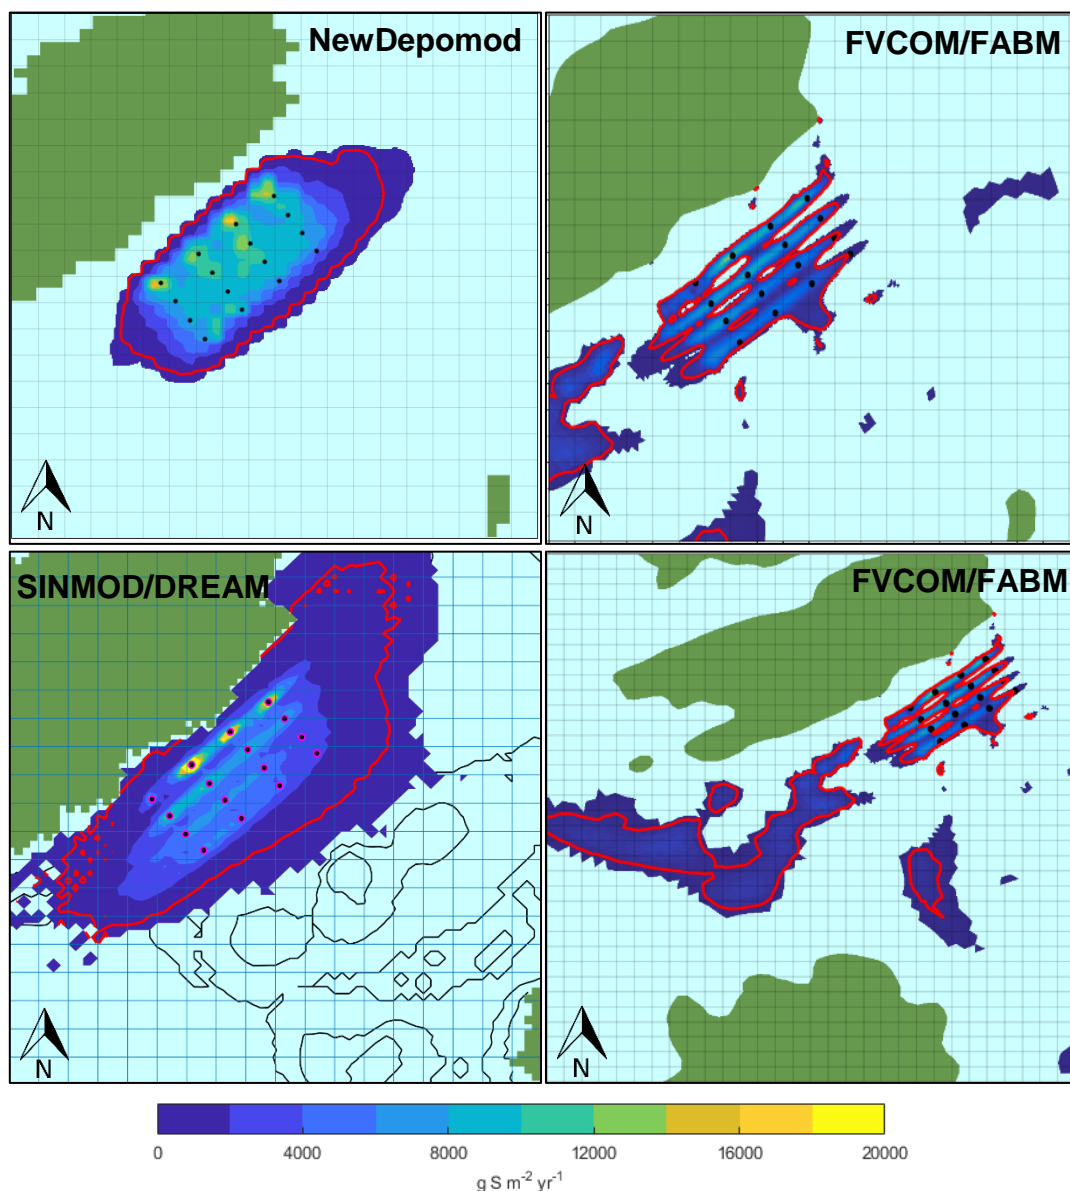 NewDepomod
FVCOM/FABM
N
N
SINMOD/DREAM
FVCOM/FABM
N
N
0 4000 8000 12000 16000 20000
g S m⁻² yr⁻¹